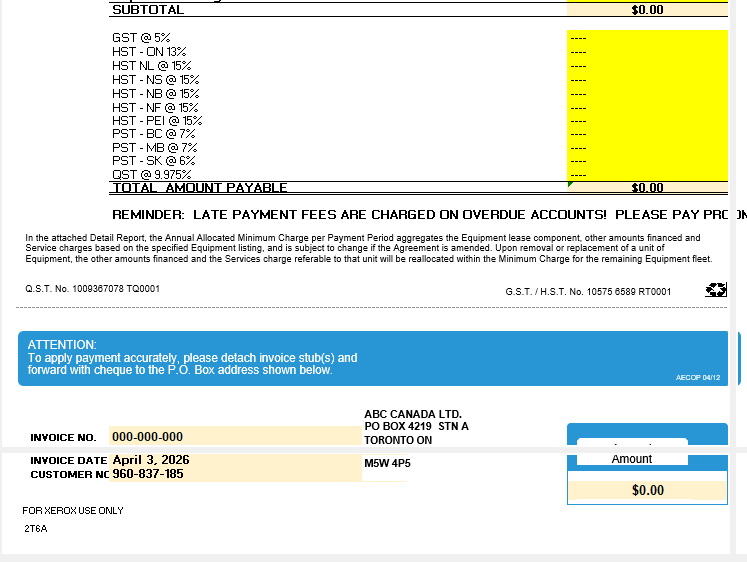 SUBTOTAL $0.00
GST @ 5% ----
HST - ON 13% ----
HST NL @ 15% ----
HST - NS @ 15% ----
HST - NB @ 15% ----
HST - NF @ 15% ----
HST - PEI @ 15% ----
PST - BC @ 7% ----
PST - MB @ 7% ----
PST - SK @ 6% ----
QST @ 9.975% ----
TOTAL AMOUNT PAYABLE $0.00
REMINDER: LATE PAYMENT FEES ARE CHARGED ON OVERDUE ACCOUNTS! PLEASE PAY
In the attached Detail Report, the Annual Allocated Minimum Charge per Payment Period aggregates the Equipment lease component, other amounts financed and
Service charges based on the specified Equipment listing, and is subject to change if the Agreement is amended. Upon removal or replacement of a unit of
Equipment, the other amounts financed and the Services charge referable to that unit will be reallocated within the Minimum Charge for the remaining Equipment fleet.
Q.S.T. No. 1009367078 TQ0001
G.S.T. / H.S.T. No. 10575 6589 RT0001
ATTENTION:
To apply payment accurately, please detach invoice stub(s) and
forward with cheque to the P.O. Box address shown below.
AECOP 04/12
ABC CANADA LTD.
PO BOX 4219 STN A
TORONTO ON
M5W 4P5
INVOICE NO. 000-000-000
INVOICE DATE April 3, 2026
CUSTOMER NO 960-837-185
Amount
$0.00
FOR XEROX USE ONLY
2T6A